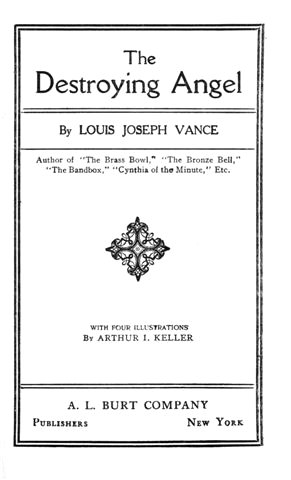 The
Destroying Angel
By LOUIS JOSEPH VANCE
Author of "The Brass Bowl," "The Bronze Bell,"
"The Bandbox," "Cynthia of the Minute," Etc.
WITH FOUR ILLUSTRATIONS
By ARTHUR I. KELLER
A. L. BURT COMPANY
Publishers New York